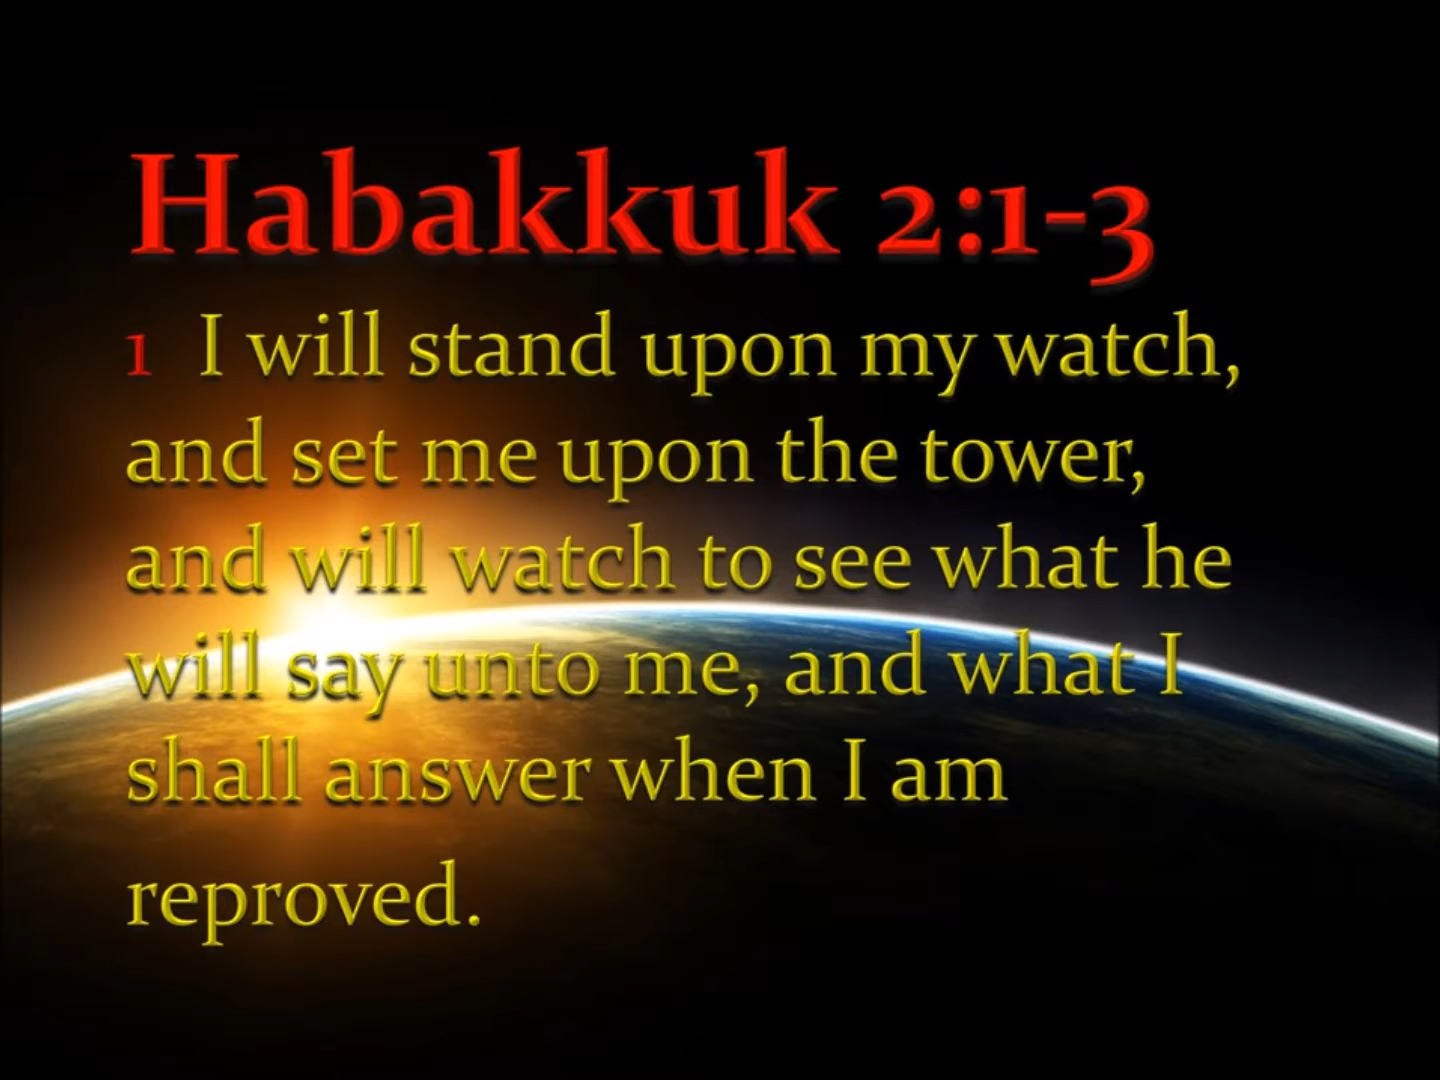 Habakkuk 2:1-3
1 I will stand upon my watch,
and set me upon the tower,
and will watch to see what he
will say unto me, and what I
shall answer when I am
reproved.